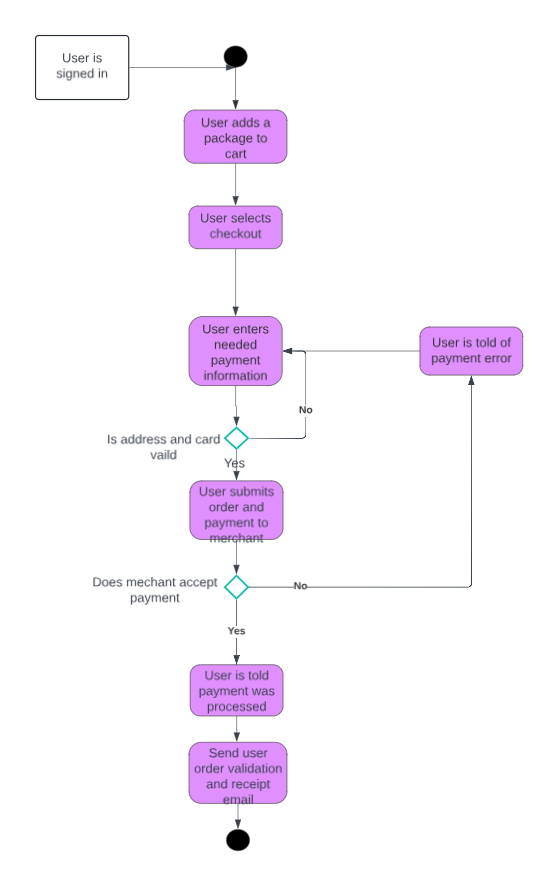 User is
signed in
User adds a
package to
cart
User selects
checkout
User enters
needed
payment
information
User is told of
payment error
No
Is address and card
vaild
Yes
User submits
order and
payment to
merchant
Does mechant accept
payment
No
Yes
User is told
payment was
processed
Send user
order validation
and receipt
email